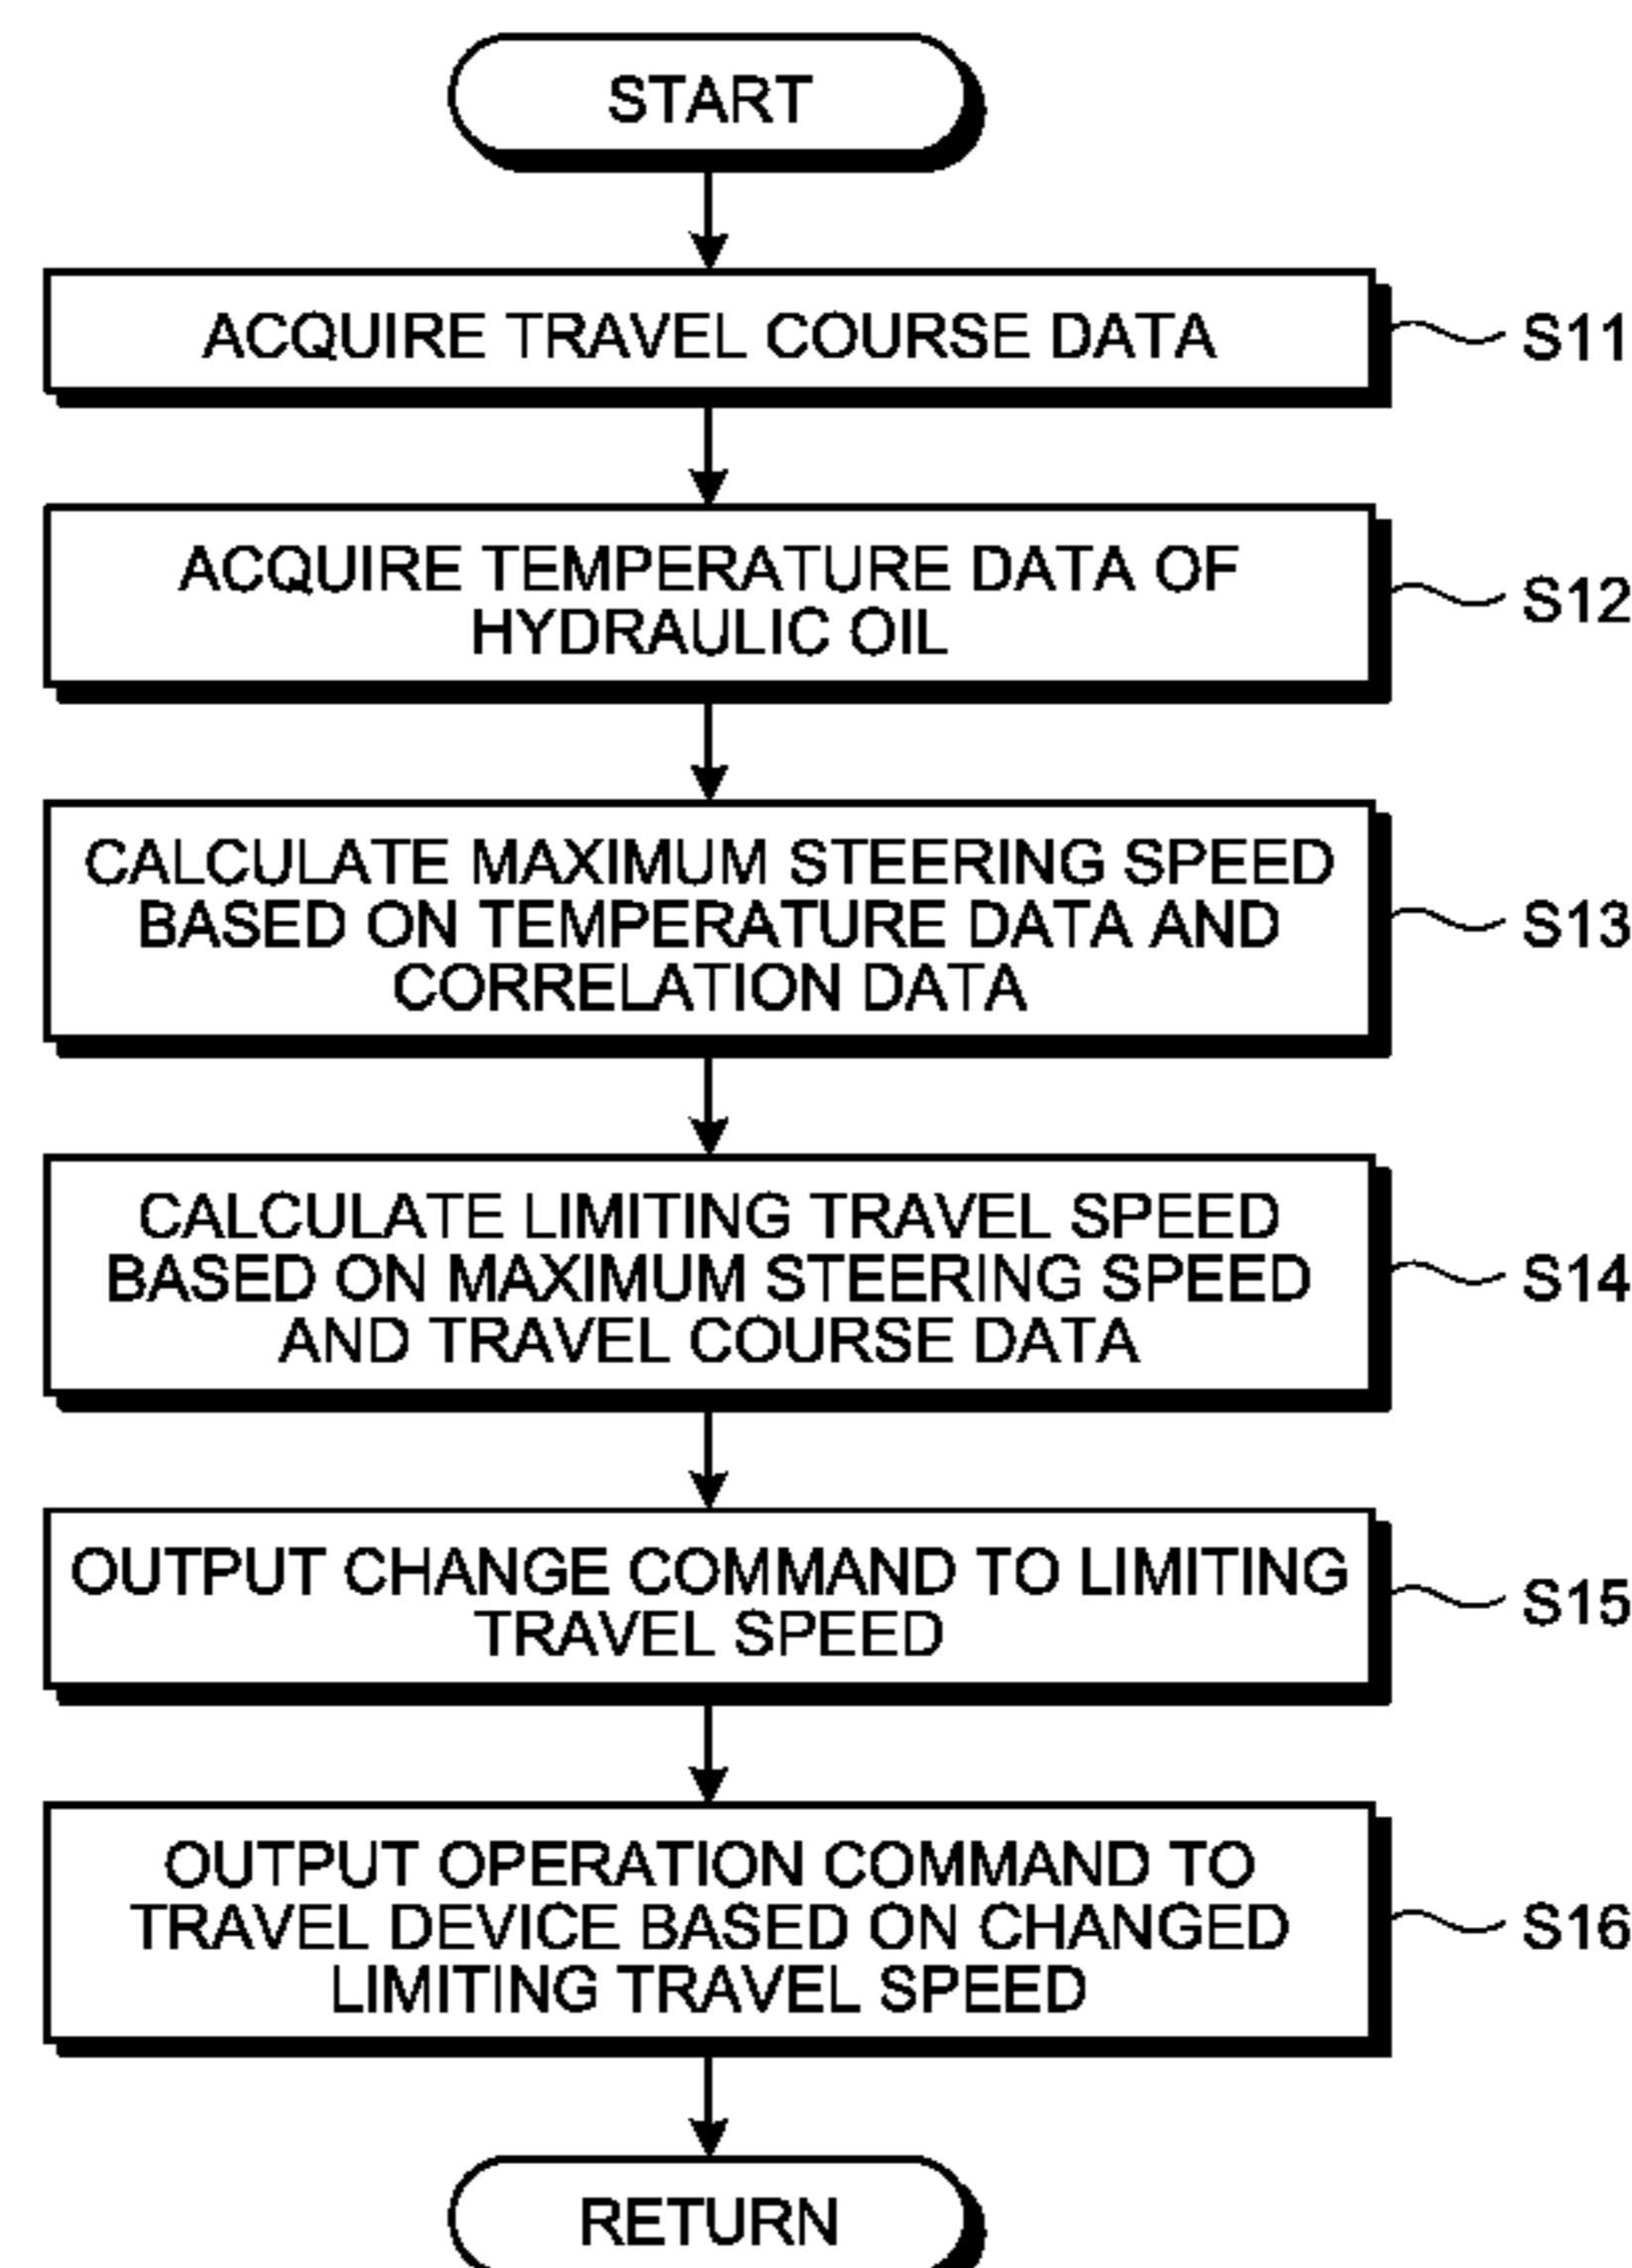 START
ACQUIRE TRAVEL COURSE DATA
S11
ACQUIRE TEMPERATURE DATA OF
HYDRAULIC OIL
S12
CALCULATE MAXIMUM STEERING SPEED
BASED ON TEMPERATURE DATA AND
CORRELATION DATA
S13
CALCULATE LIMITING TRAVEL SPEED
BASED ON MAXIMUM STEERING SPEED
AND TRAVEL COURSE DATA
S14
OUTPUT CHANGE COMMAND TO LIMITING
TRAVEL SPEED
S15
OUTPUT OPERATION COMMAND TO
TRAVEL DEVICE BASED ON CHANGED
LIMITING TRAVEL SPEED
S16
RETURN